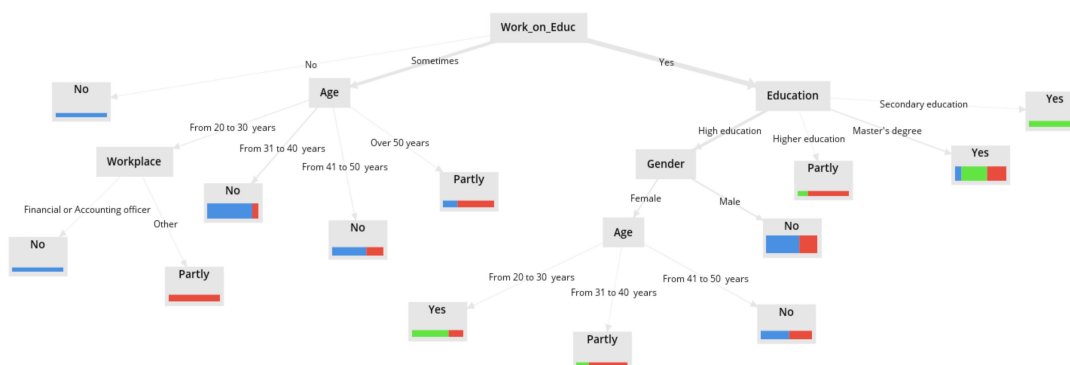 Work_on_Educ
No
Sometimes
Yes
No
Age
Education
Secondary education
Yes
From 20 to 30 years
From 31 to 40 years
From 41 to 50 years
Over 50 years
High education
Higher education
Master's degree
Workplace
No
Partly
Gender
Partly
Yes
Financial or Accounting officer
Other
No
Female
Male
No
No
Partly
Age
From 20 to 30 years
From 31 to 40 years
From 41 to 50 years
Yes
Partly
No